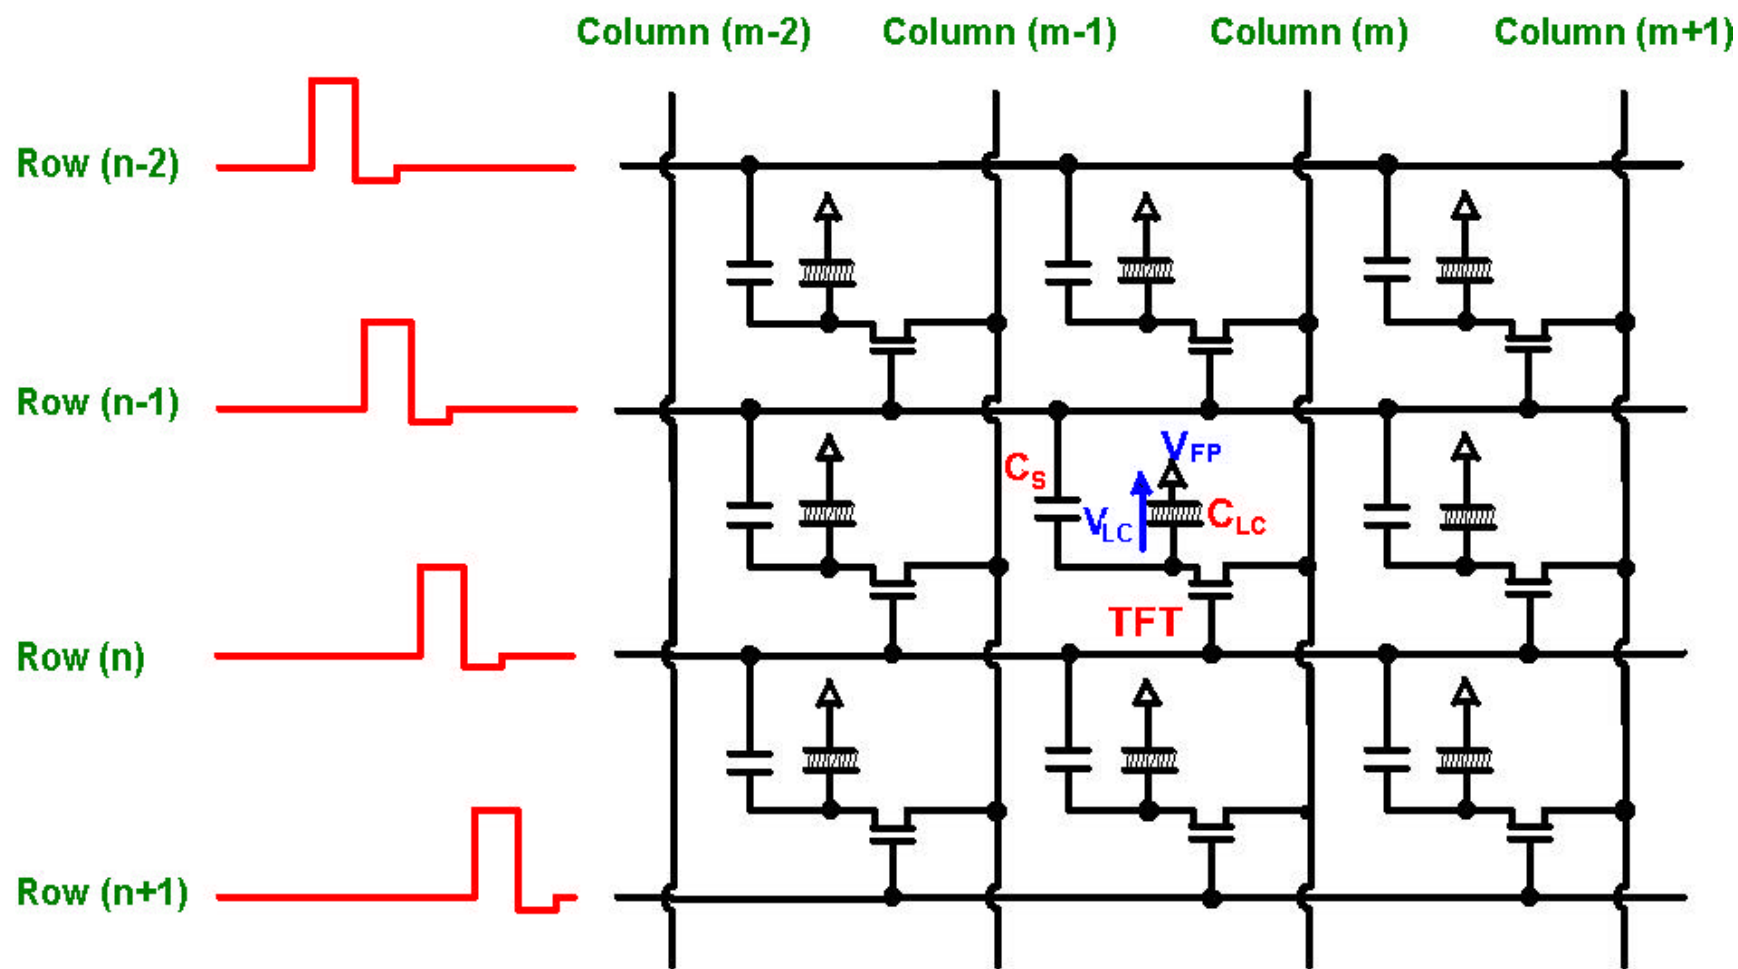 Column (m-2) Column (m-1) Column (m) Column (m+1)
Row (n-2)
Row (n-1)
VFP
CS
VLC
CLC
TFT
Row (n)
Row (n+1)